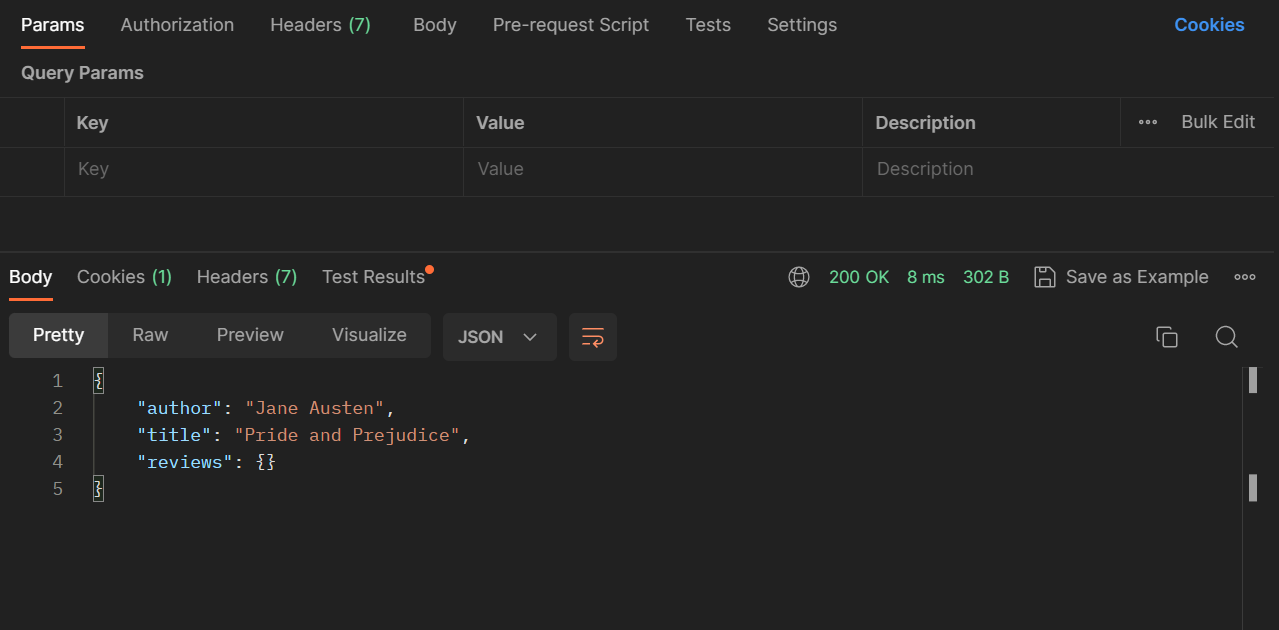 Params Authorization Headers (7) Body Pre-request Script Tests Settings Cookies
Query Params
Key Value Description Bulk Edit
Key Value Description
Body Cookies (1) Headers (7) Test Results 200 OK 8 ms 302 B Save as Example
Pretty Raw Preview Visualize JSON
1 {
2 "author": "Jane Austen",
3 "title": "Pride and Prejudice",
4 "reviews": {}
5 }